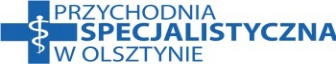 PRZYCHODNIA
SPECJALISTYCZNA
W OLSZTYNIE